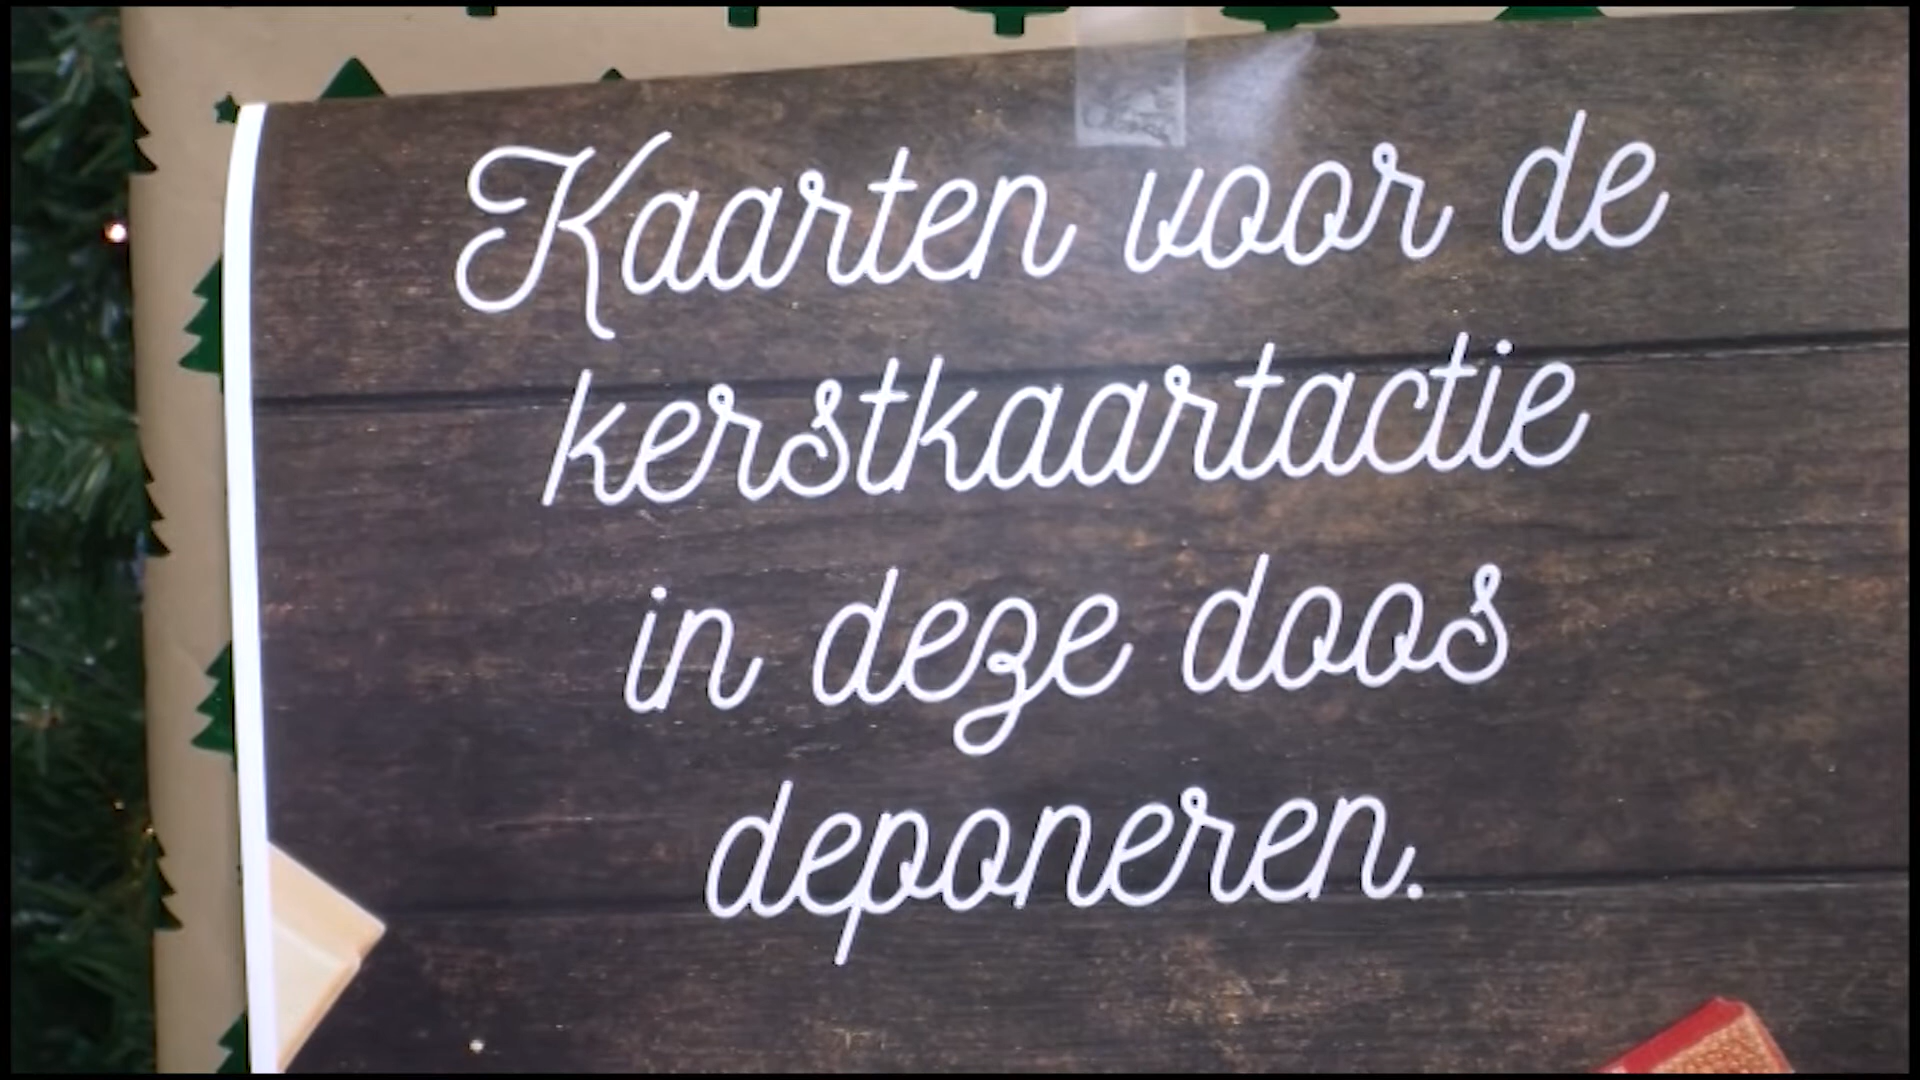 Kaarten voor de
kerstkaartactie
in deze doos
deponeren.